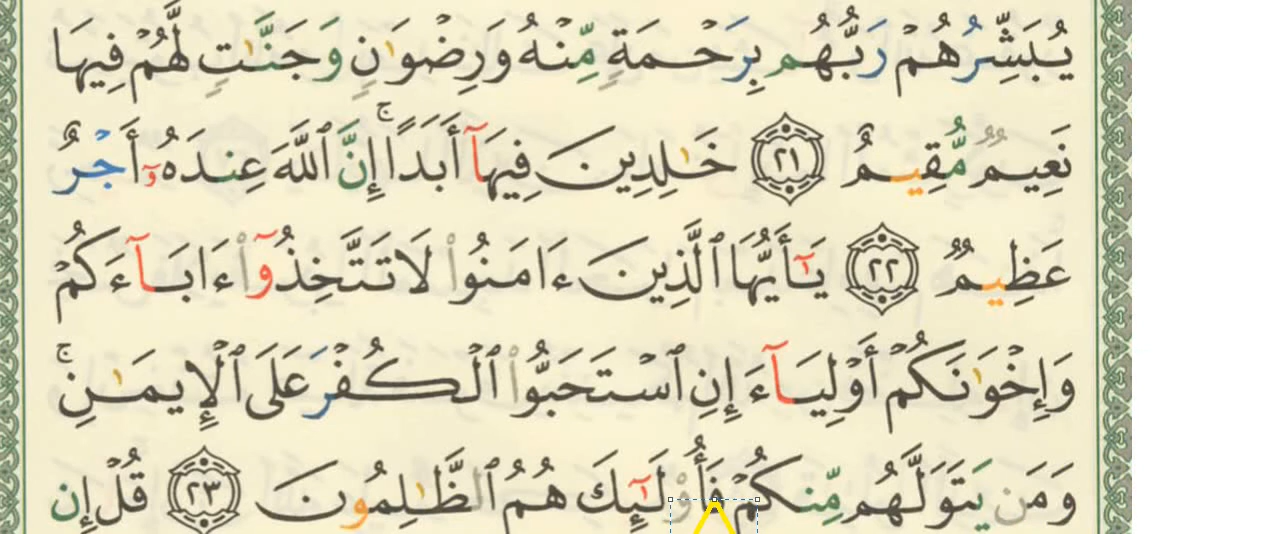 يُبَشِّرُهُمۡ رَبُّهُم بِرَحۡمَةٖ مِّنۡهُ وَرِضۡوَٰنٖ وَجَنَّٰتٖ لَّهُمۡ فِيهَا
نَعِيمٞ مُّقِيمٌ ٢١ خَٰلِدِينَ فِيهَآ أَبَدًاۚ إِنَّ ٱللَّهَ عِندَهُۥٓ أَجۡرٌ
عَظِيمٞ ٢٢ يَٰٓأَيُّهَا ٱلَّذِينَ ءَامَنُواْ لَا تَتَّخِذُوٓاْ ءَابَآءَكُمۡ
وَإِخۡوَٰنَكُمۡ أَوۡلِيَآءَ إِنِ ٱسۡتَحَبُّواْ ٱلۡكُفۡرَ عَلَى ٱلۡإِيمَٰنِۚ
وَمَن يَتَوَلَّهُم مِّنكُمۡ فَأُوْلَٰٓئِكَ هُمُ ٱلظَّٰلِمُونَ ٢٣ قُلۡ إِن